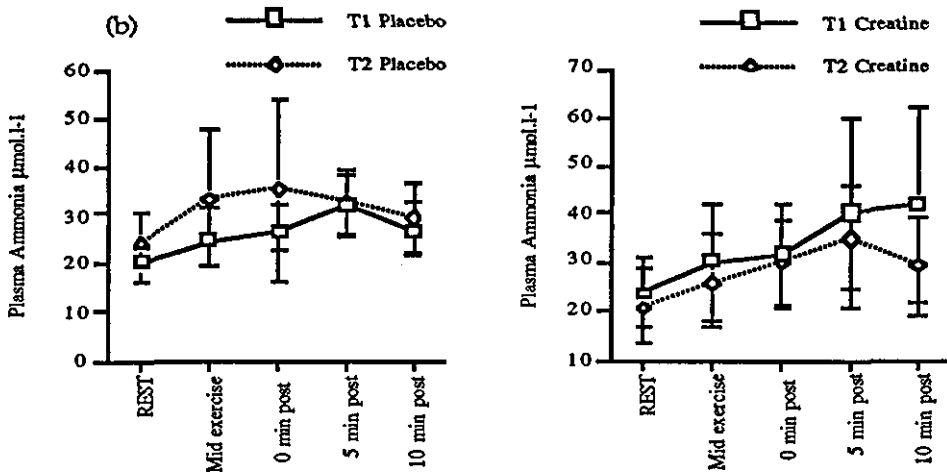 (b)
T1 Placebo
T2 Placebo
Plasma Ammonia μmol.l-1
60
50
40
30
20
10
0
REST
Mid exercise
0 min post
5 min post
10 min post
T1 Creatine
T2 Creatine
Plasma Ammonia μmol.l-1
70
60
50
40
30
20
10
REST
Mid exercise
0 min post
5 min post
10 min post